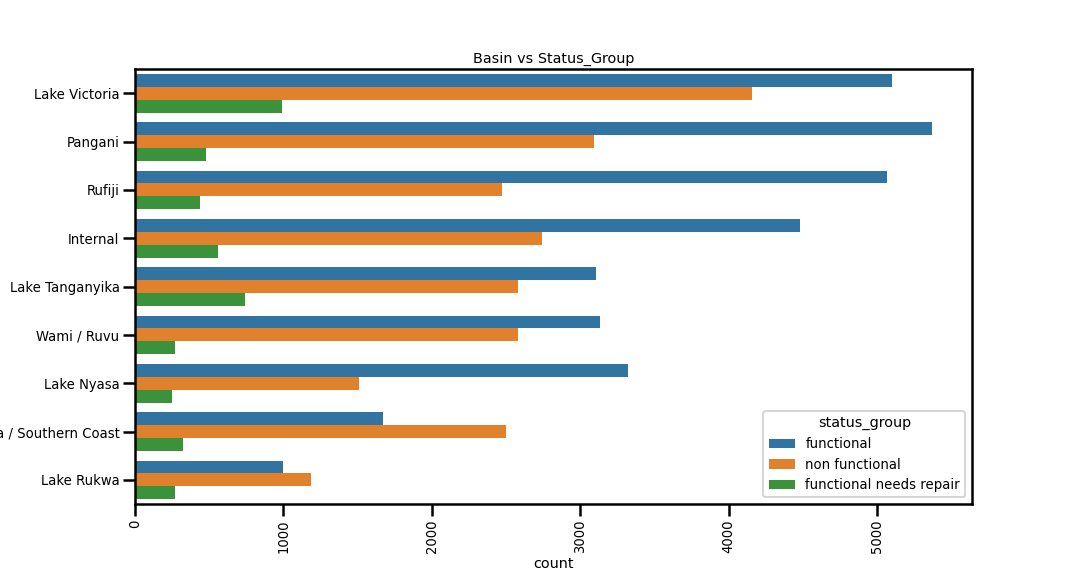 Basin vs Status_Group
Lake Victoria
Pangani
Rufiji
Internal
Lake Tanganyika
Wami / Ruvu
Lake Nyasa
/ Southern Coast
Lake Rukwa
status_group
functional
non functional
functional needs repair
0
1000
2000
3000
4000
5000
count